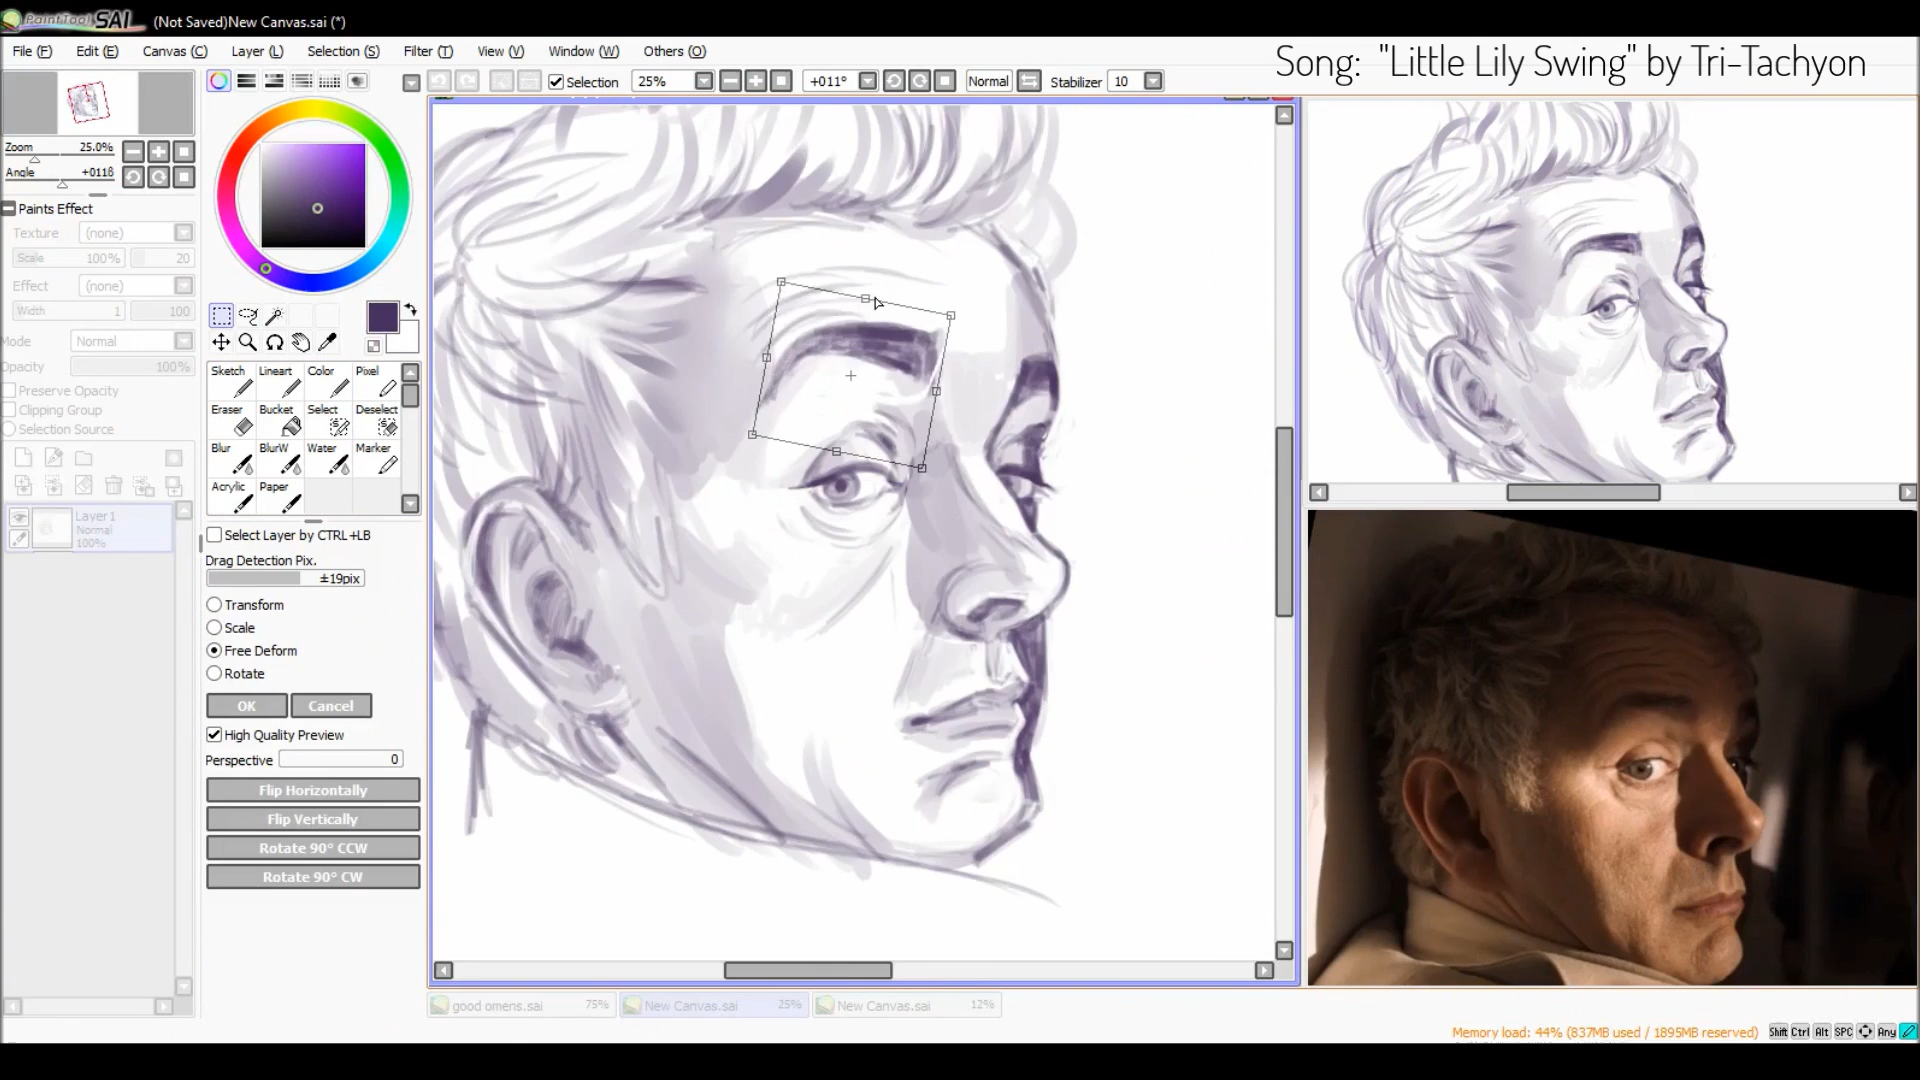 PaintTool SAI (Not Saved)New Canvas.sai (*)
File (F) Edit (E) Canvas (C) Layer (L) Selection (S) Filter (T) View (V) Window (W) Others (O)
Song: "Little Lily Swing" by Tri-Tachyon
Selection 25% +011° Normal Stabilizer 10
Zoom 25.0%
Angle +011ß
Paints Effect
Texture (none)
Scale 100% 20
Effect (none)
Width 1 100
Mode Normal
Opacity 100%
Preserve Opacity
Clipping Group
Selection Source
Layer1
Normal
100%
Sketch Lineart Color Pixel
Eraser Bucket Select Deselect
Blur BlurW Water Marker
Acrylic Paper
Select Layer by CTRL+LB
Drag Detection Pix.
±19pix
Transform
Scale
Free Deform
Rotate
OK Cancel
High Quality Preview
Perspective 0
Flip Horizontally
Flip Vertically
Rotate 90° CCW
Rotate 90° CW
good omens.sai 75% New Canvas.sai 25% New Canvas.sai 12%
Memory load: 44% (837MB used / 1895MB reserved) Shift Ctrl Alt SPC Any